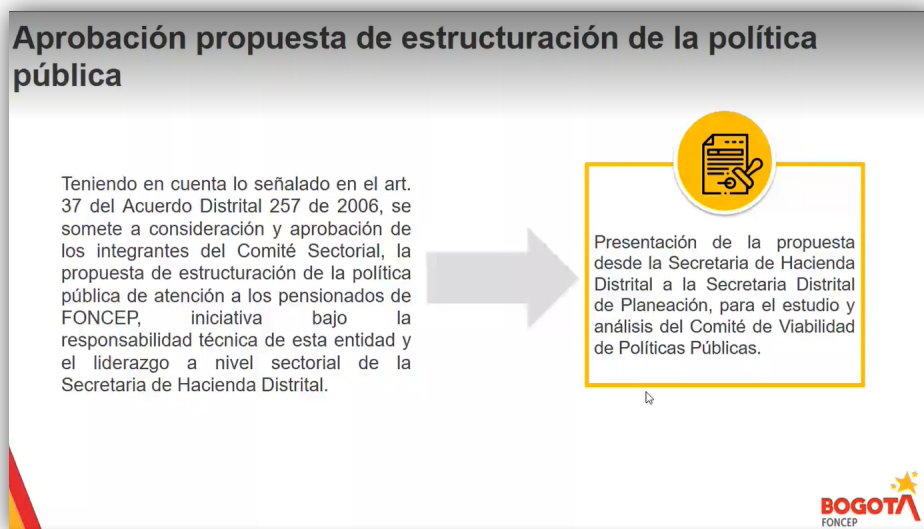 Aprobación propuesta de estructuración de la política
pública
Teniendo en cuenta lo señalado en el art.
37 del Acuerdo Distrital 257 de 2006, se
somete a consideración y aprobación de
los integrantes del Comité Sectorial, la
propuesta de estructuración de la política
pública de atención a los pensionados de
FONCEP, iniciativa bajo la
responsabilidad técnica de esta entidad y
el liderazgo a nivel sectorial de la
Secretaria de Hacienda Distrital.
Presentación de la propuesta
desde la Secretaria de Hacienda
Distrital a la Secretaria Distrital
de Planeación, para el estudio y
análisis del Comité de Viabilidad
de Políticas Públicas.
BOGOTA
FONCEP